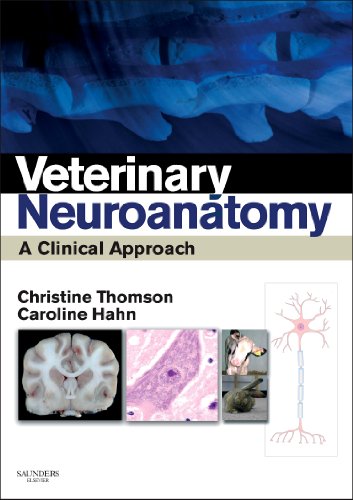 Veterinary
Neuroanatomy
A Clinical Approach
Christine Thomson
Caroline Hahn
SAUNDERS
ELSEVIER